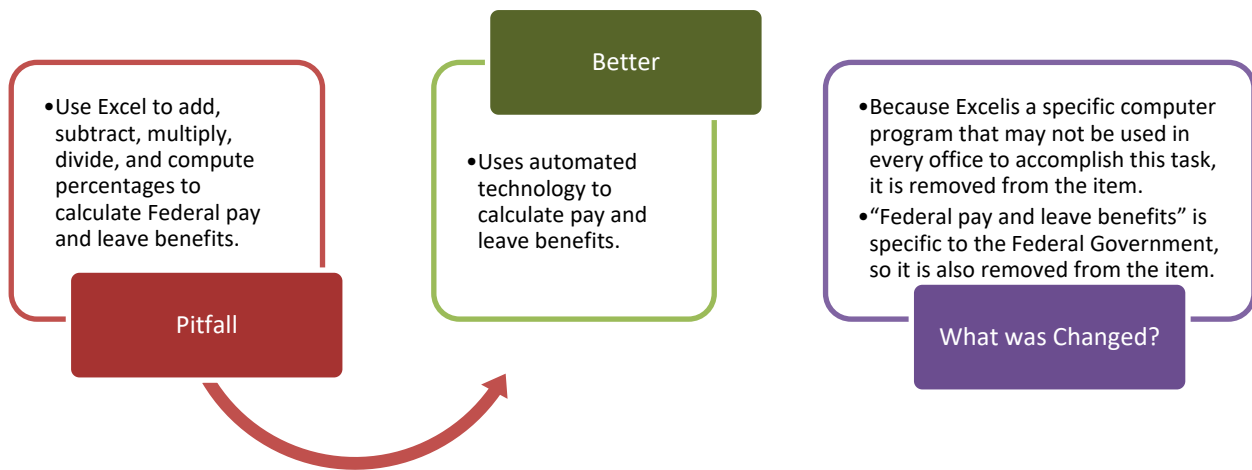 •Use Excel to add,
subtract, multiply,
divide, and compute
percentages to
calculate Federal pay
and leave benefits.
Pitfall
Better
•Uses automated
technology to
calculate pay and
leave benefits.
•Because Excelis a specific computer
program that may not be used in
every office to accomplish this task,
it is removed from the item.
•“Federal pay and leave benefits” is
specific to the Federal Government,
so it is also removed from the item.
What was Changed?